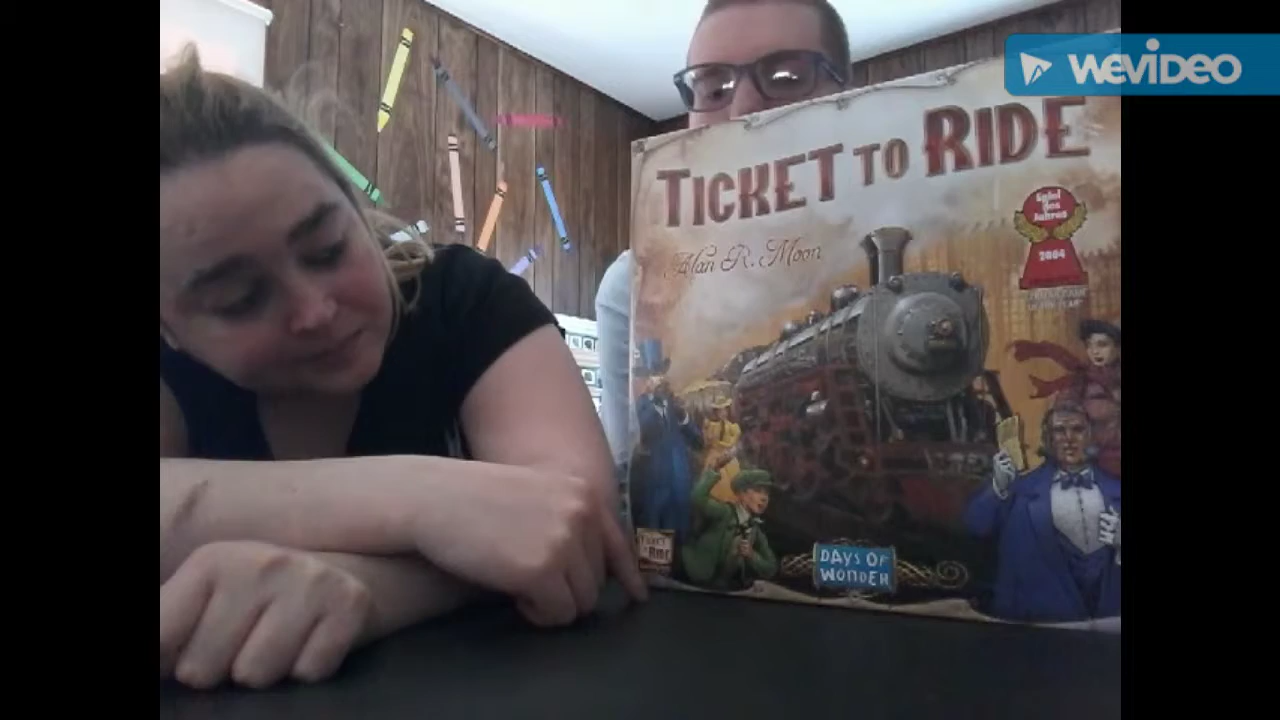 WEVIDEO
TICKET TO RIDE
Alan R. Moon
Spiel
des
Jahres
2004
TICKET
to RIDE
DAYS OF
WONDER